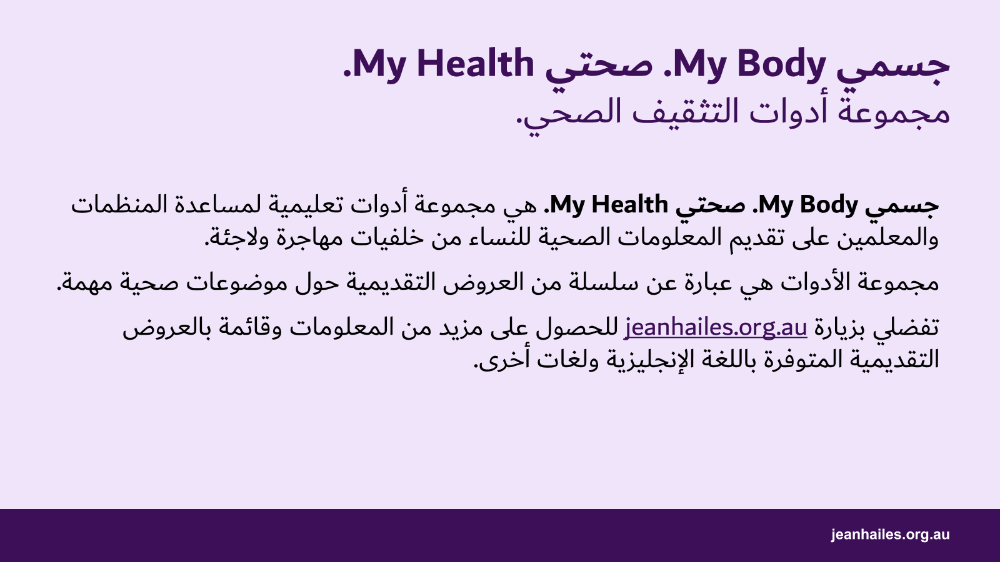 جسمي My Body. صحتي My Health.
مجموعة أدوات التثقيف الصحي.
جسمي My Body. صحتي My Health. هي مجموعة أدوات تعليمية لمساعدة المنظمات
والمعلمين على تقديم المعلومات الصحية للنساء من خلفيات مهاجرة ولاجئة.
مجموعة الأدوات هي عبارة عن سلسلة من العروض التقديمية حول موضوعات صحية مهمة.
تفضلي بزيارة jeanhailes.org.au للحصول على مزيد من المعلومات وقائمة بالعروض
التقديمية المتوفرة باللغة الإنجليزية ولغات أخرى.
jeanhailes.org.au